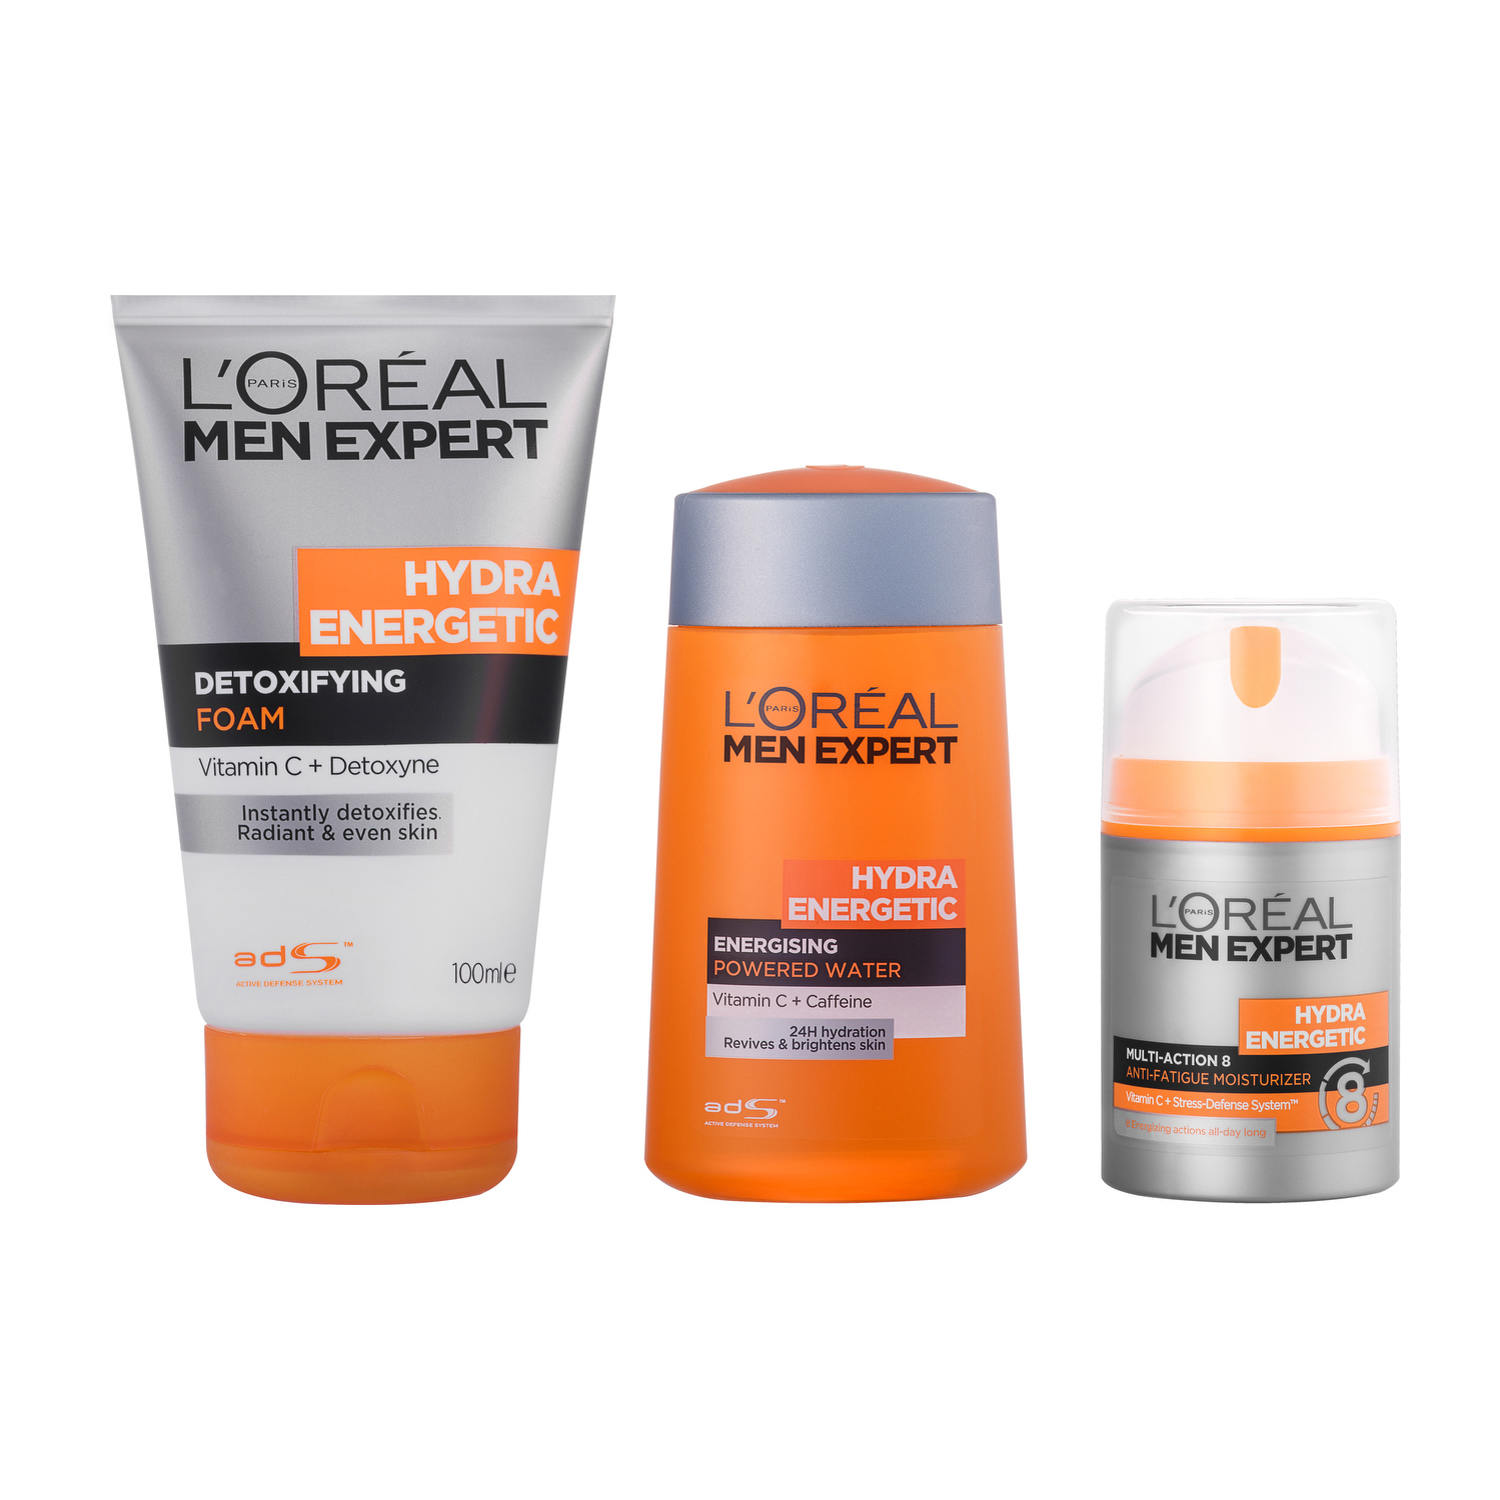 L'ORÉAL
PARiS
MEN EXPERT
HYDRA
ENERGETIC
DETOXIFYING
FOAM
Vitamin C + Detoxyne
Instantly detoxifies.
Radiant & even skin
adS™
ACTIVE DEFENSE SYSTEM
100ml℮
L'ORÉAL
PARiS
MEN EXPERT
HYDRA
ENERGETIC
ENERGISING
POWERED WATER
Vitamin C + Caffeine
24H hydration
Revives & brightens skin
adS™
ACTIVE DEFENSE SYSTEM
L'ORÉAL
PARiS
MEN EXPERT
HYDRA
ENERGETIC
MULTI-ACTION 8
ANTI-FATIGUE MOISTURIZER
Vitamin C + Stress-Defense System™
8
8 Energizing actions all-day long